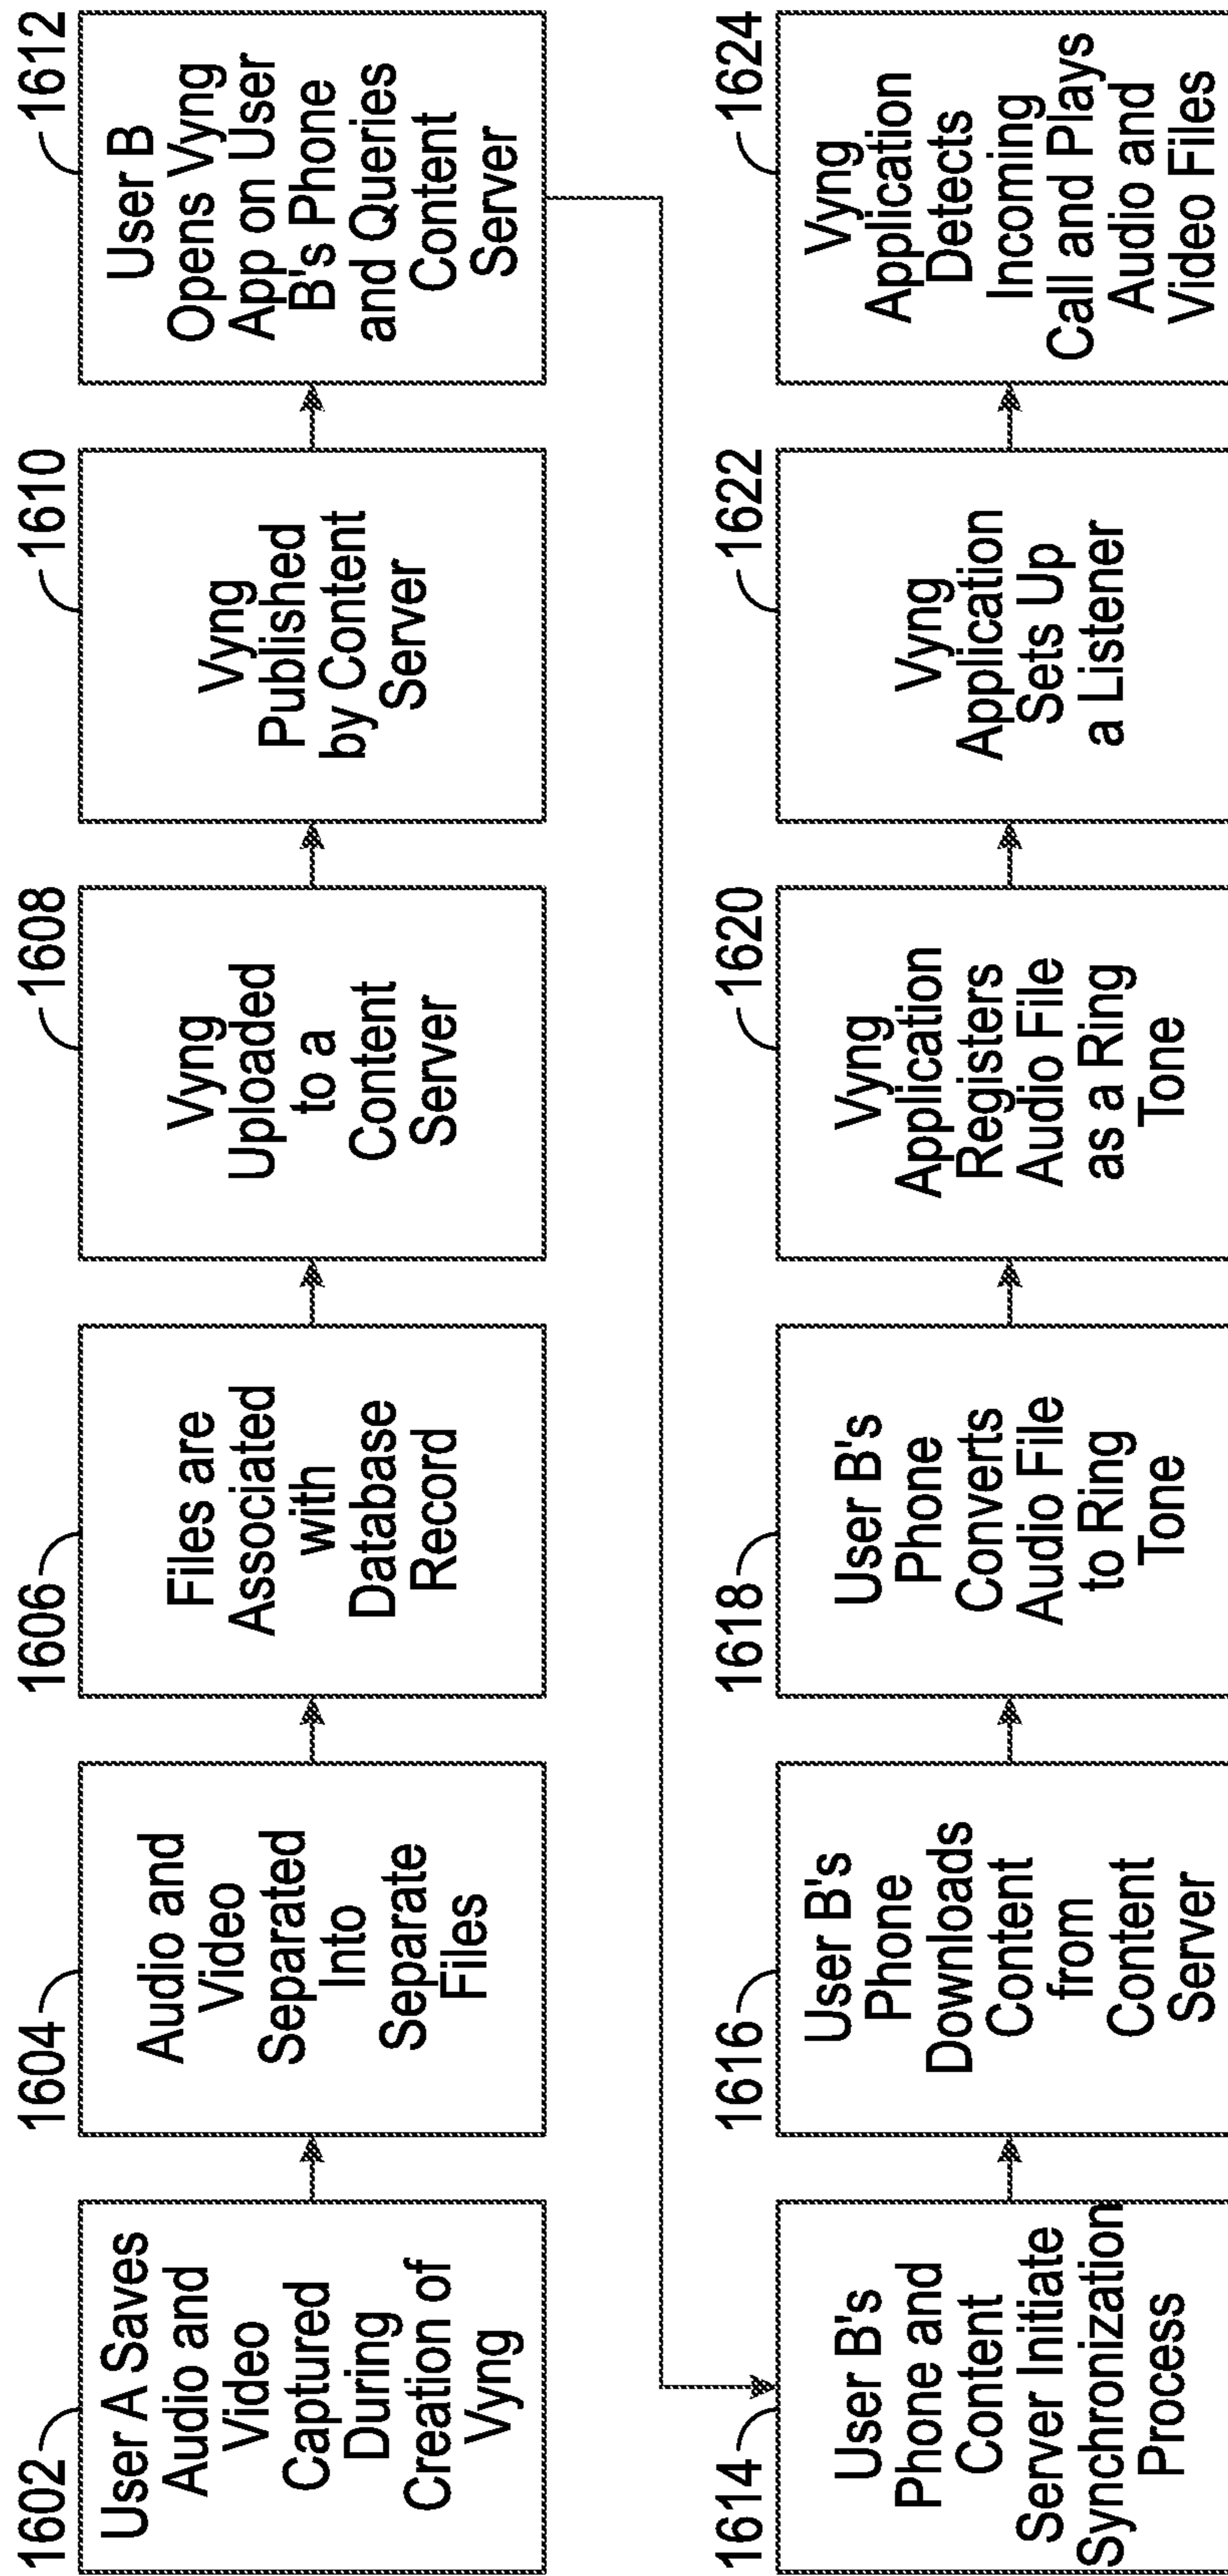 1602
User A Saves
Audio and
Video
Captured
During
Creation of
Vyng
1604
Audio and
Video
Separated
Into
Separate
Files
1606
Files are
Associated
with
Database
Record
1608
Vyng
Uploaded
to a
Content
Server
1610
Vyng
Published
by Content
Server
1612
User B
Opens Vyng
App on User
B's Phone
and Queries
Content
Server
1614
User B's
Phone and
Content
Server Initiate
Synchronization
Process
1616
User B's
Phone
Downloads
Content
from
Content
Server
1618
User B's
Phone
Converts
Audio File
to Ring
Tone
1620
Vyng
Application
Registers
Audio File
as a Ring
Tone
1622
Vyng
Application
Sets Up
a Listener
1624
Vyng
Application
Detects
Incoming
Call and Plays
Audio and
Video Files